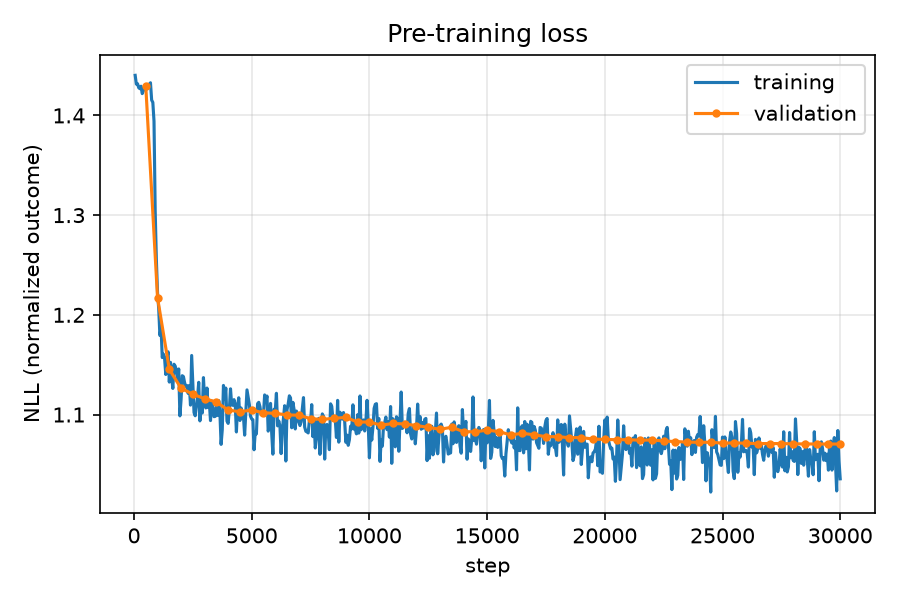 Pre-training loss
training
validation
NLL (normalized outcome)
1.4
1.3
1.2
1.1
0
5000
10000
15000
20000
25000
30000
step